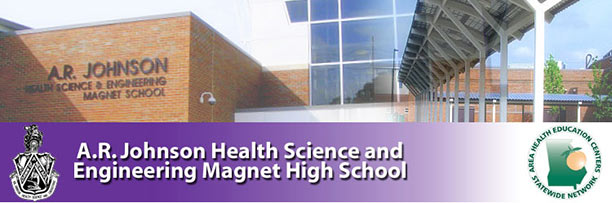 A.R. JOHNSON
HEALTH SCIENCE & ENGINEERING
MAGNET SCHOOL
A.R. Johnson Health Science and
Engineering Magnet High School
AREA HEALTH EDUCATION CENTERS
STATEWIDE NETWORK